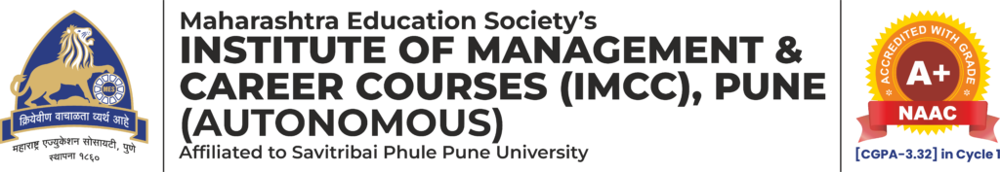 MES
क्रियेवीण वाचाळता व्यर्थ आहे
महाराष्ट्र एज्युकेशन सोसायटी, पुणे
स्थापना १८६०
Maharashtra Education Society's
INSTITUTE OF MANAGEMENT &
CAREER COURSES (IMCC), PUNE
(AUTONOMOUS)
Affiliated to Savitribai Phule Pune University
ACCREDITED WITH GRADE
A+
NAAC
[CGPA-3.32] in Cycle 1